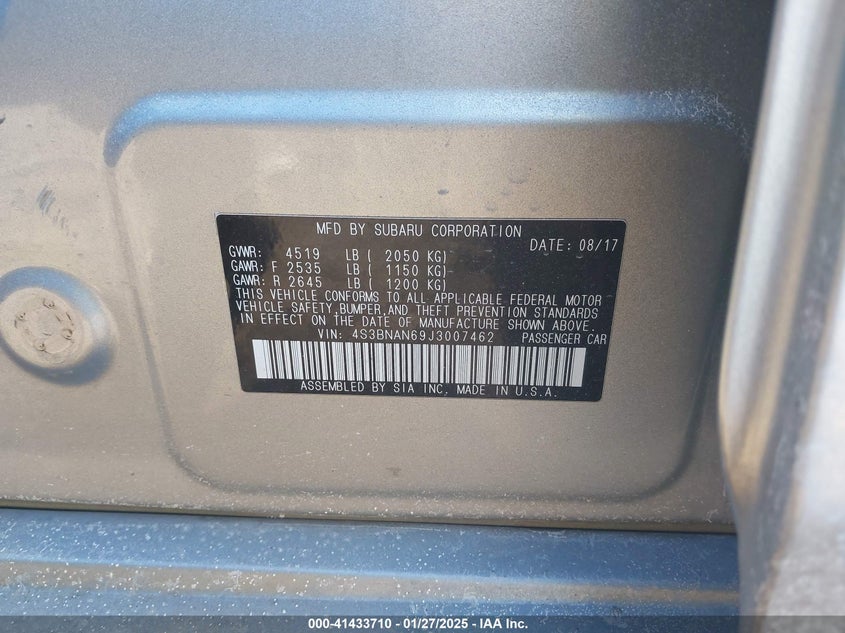 MFD BY SUBARU CORPORATION
DATE: 08/17
GVWR: 4519 LB ( 2050 KG)
GAWR: F 2535 LB ( 1150 KG)
GAWR: R 2645 LB ( 1200 KG)
THIS VEHICLE CONFORMS TO ALL APPLICABLE FEDERAL MOTOR
VEHICLE SAFETY,BUMPER,AND THEFT PREVENTION STANDARDS
IN EFFECT ON THE DATE OF MANUFACTURE SHOWN ABOVE.
VIN: 4S3BNAN69J3007462 PASSENGER CAR
ASSEMBLED BY SIA INC. MADE IN U.S.A.
000-41433710 - 01/27/2025 - IAA Inc.